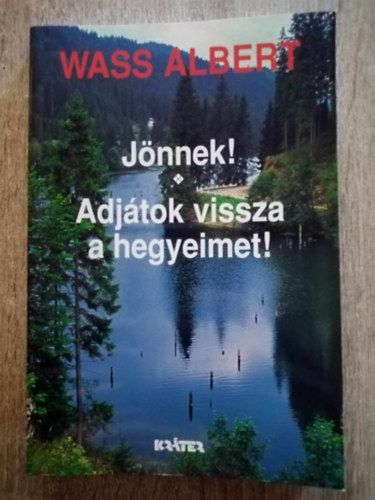 WASS ALBERT
Jönnek!
Adjátok vissza
a hegyeimet!
KRÁTER